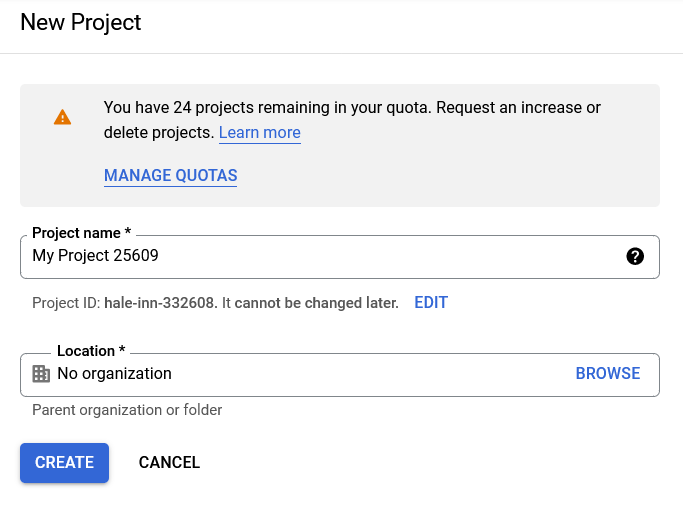 New Project
You have 24 projects remaining in your quota. Request an increase or
delete projects. Learn more
MANAGE QUOTAS
Project name *
My Project 25609
Project ID: hale-inn-332608. It cannot be changed later. EDIT
Location *
No organization BROWSE
Parent organization or folder
CREATE CANCEL